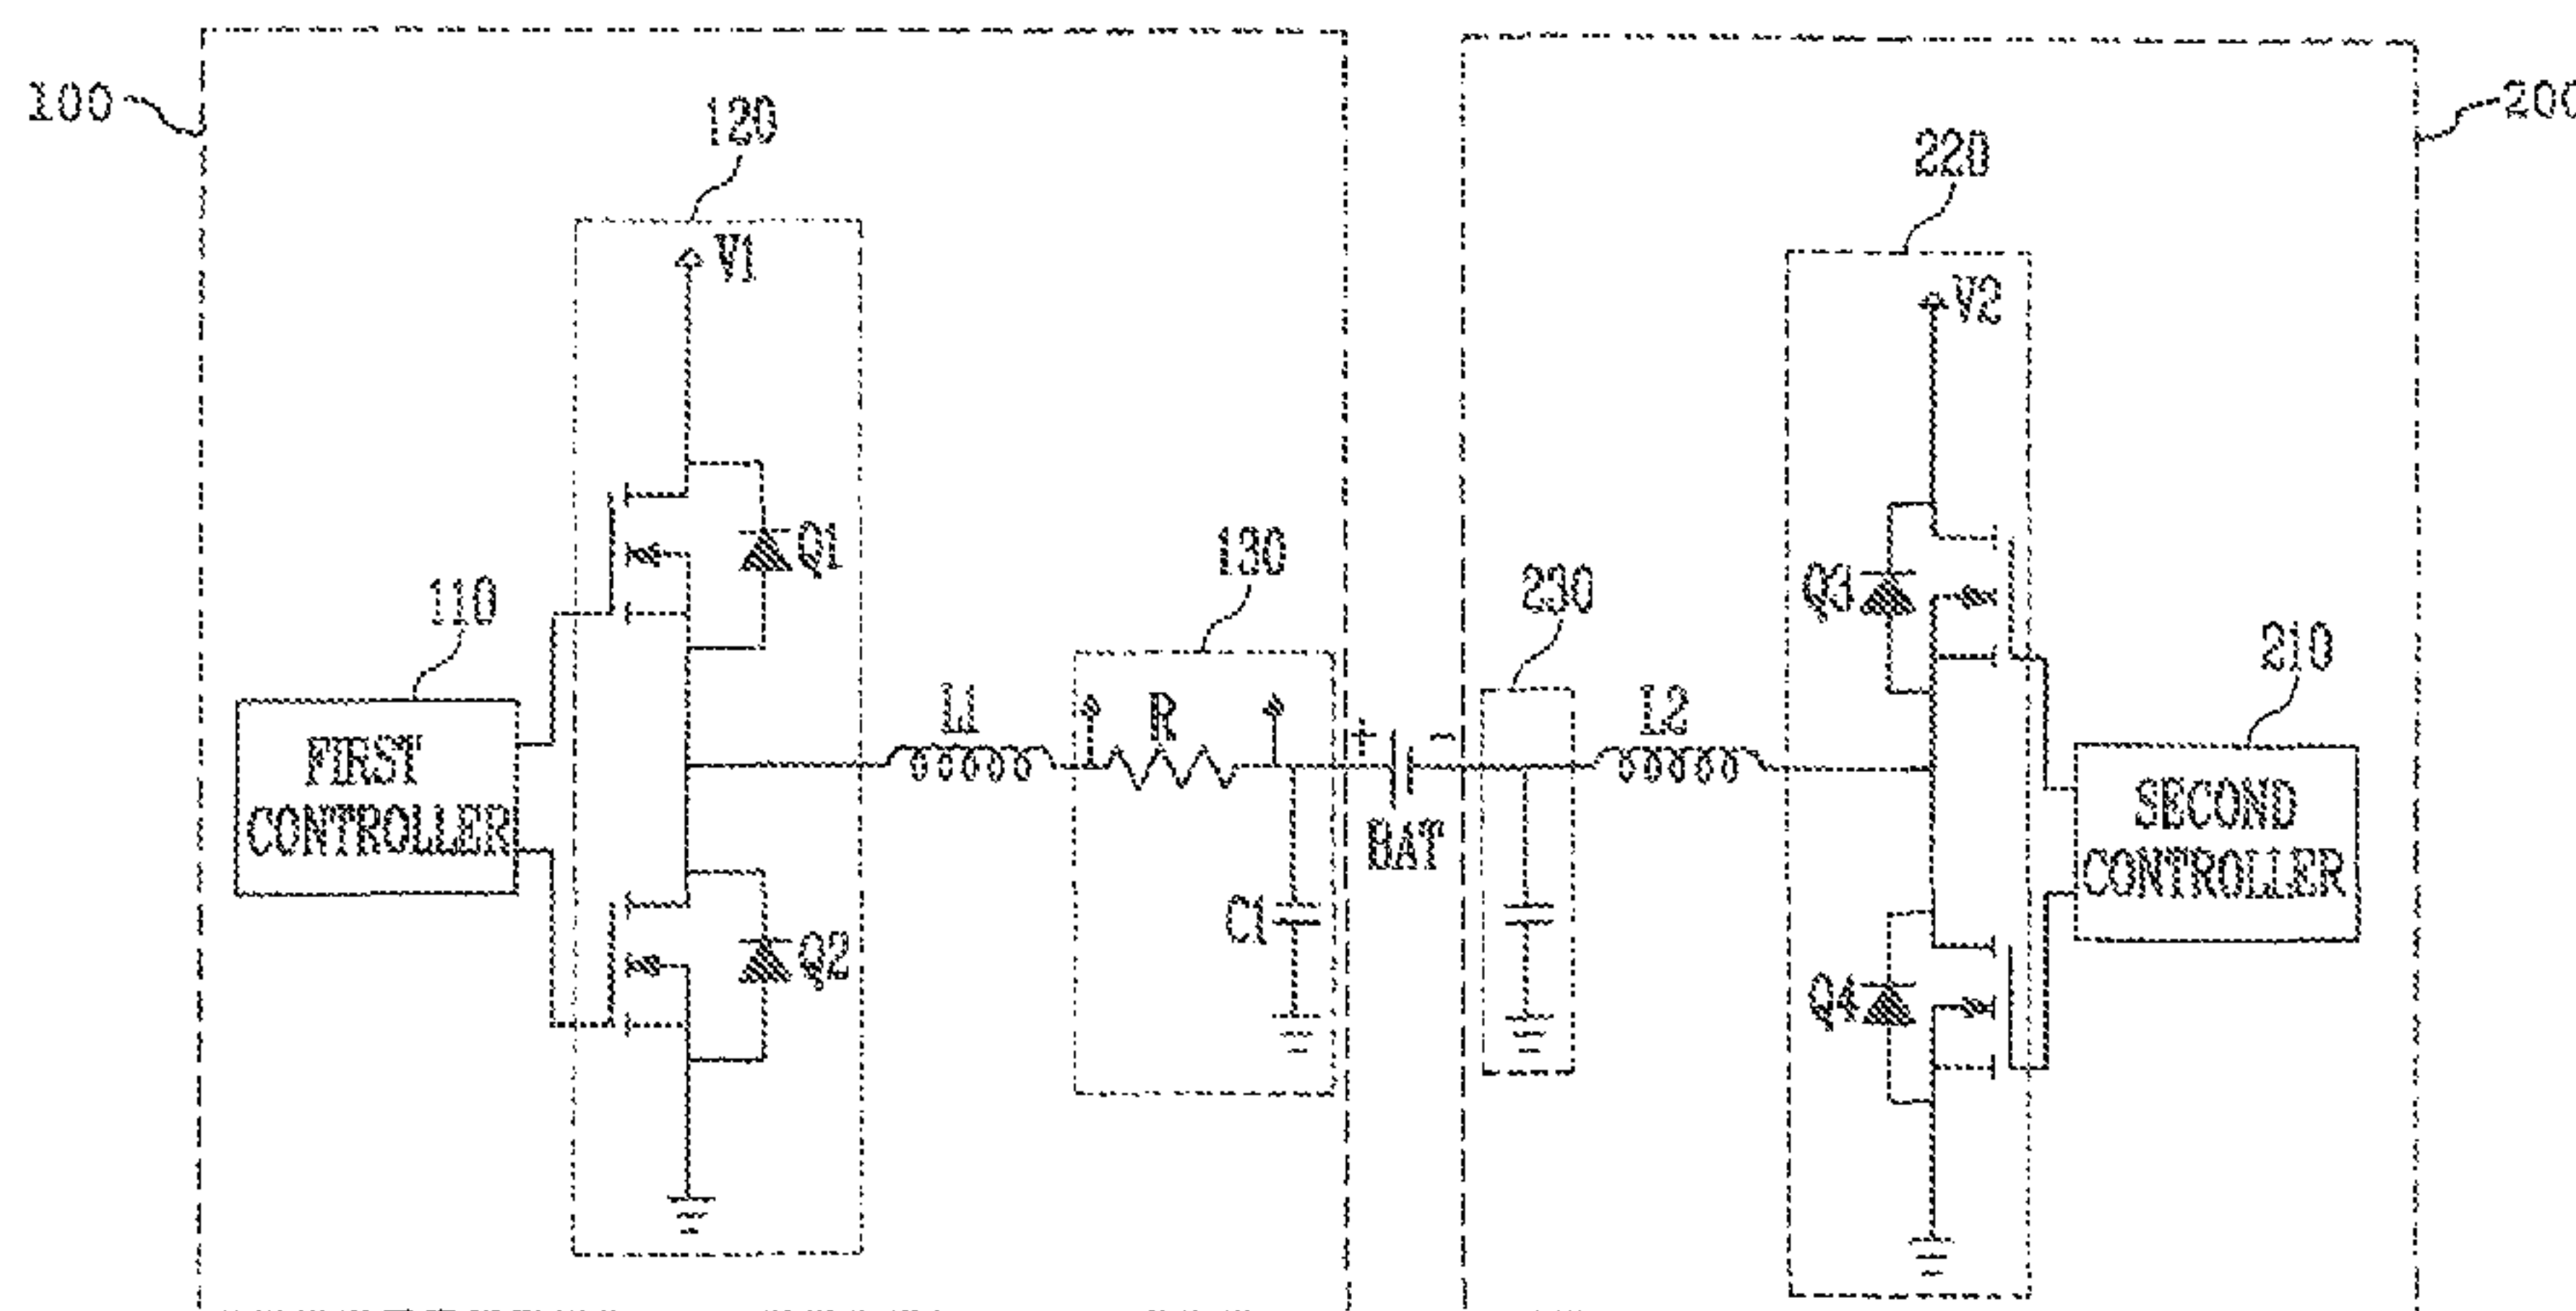 100
200
120
220
V1
V2
Q1
Q3
110
130
230
210
FIRST
CONTROLLER
L1
R
+
-
L2
SECOND
CONTROLLER
BAT
C1
Q2
Q4